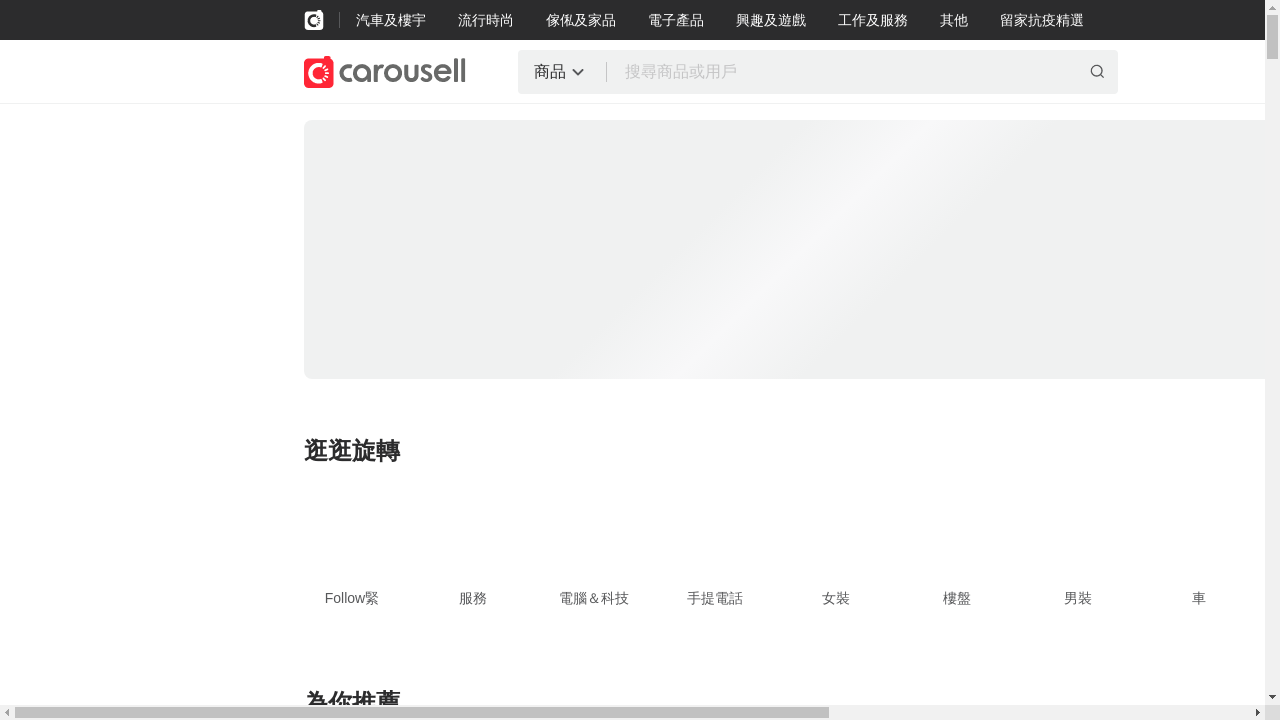 汽車及樓宇 流行時尚 傢俬及家品 電子產品 興趣及遊戲 工作及服務 其他 留家抗疫精選
carousell 商品 搜尋商品或用戶
逛逛旋轉
Follow緊 服務 電腦＆科技 手提電話 女裝 樓盤 男裝 車
為你推薦